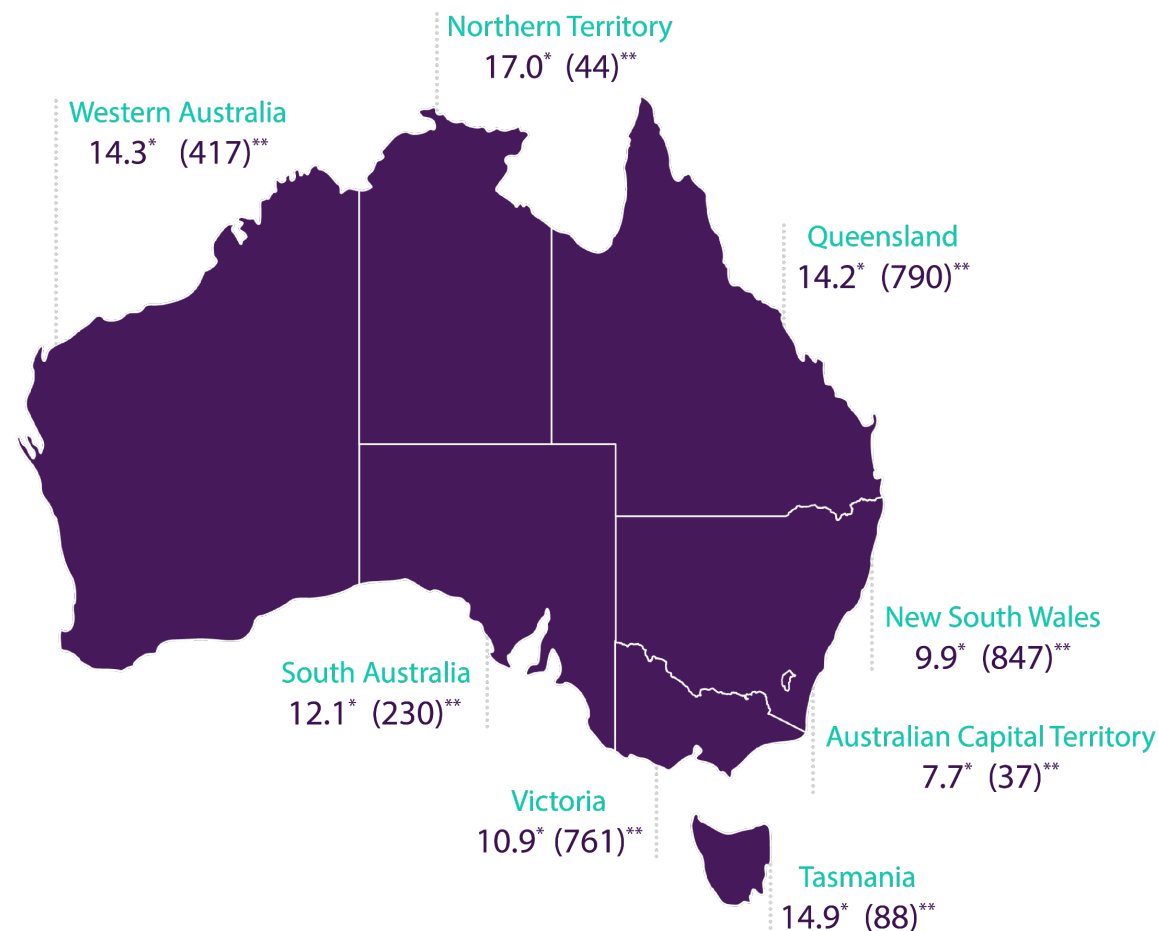 Northern Territory
17.0* (44)**
Western Australia
14.3* (417)**
Queensland
14.2* (790)**
New South Wales
9.9* (847)**
South Australia
12.1* (230)**
Australian Capital Territory
7.7* (37)**
Victoria
10.9* (761)**
Tasmania
14.9* (88)**